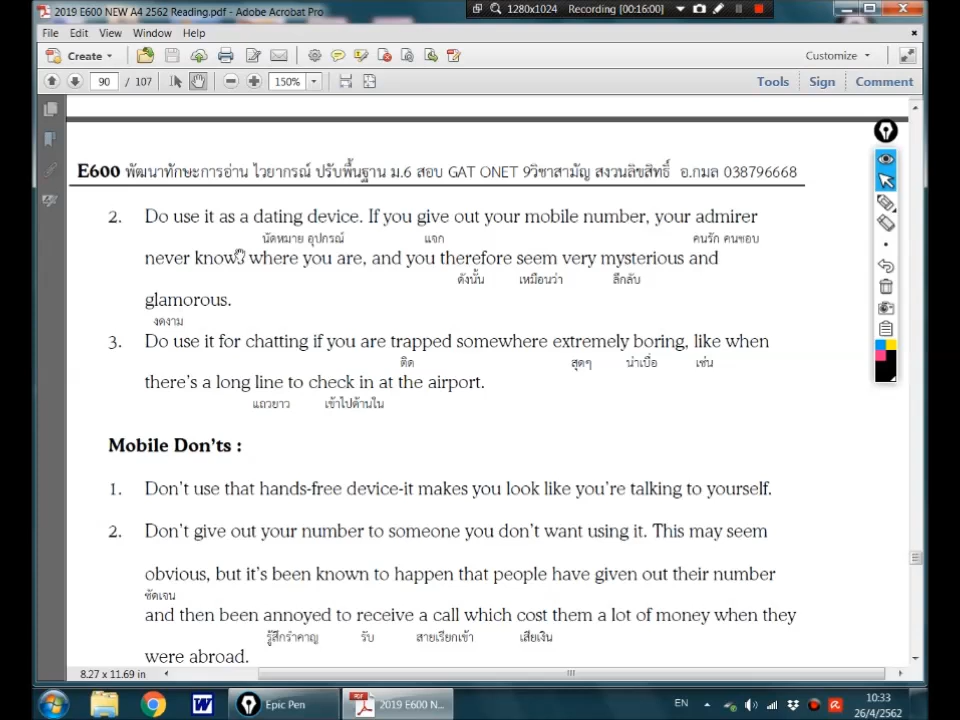 2019 E600 NEW A4 2562 Reading.pdf - Adobe Acrobat Pro
1280x1024 Recording [00:16:00]
File Edit View Window Help
Create Customize
90 / 107 150% Tools Sign Comment
E600 พัฒนาทักษะการอ่าน ไวยากรณ์ ปรับพื้นฐาน ม.6 สอบ GAT ONET 9วิชาสามัญ สงวนลิขสิทธิ์ อ.กมล 038796668
2. Do use it as a dating device. If you give out your mobile number, your admirer
นัดหมาย อุปกรณ์ แจก คนรัก คนชอบ
never know where you are, and you therefore seem very mysterious and
ดังนั้น เหมือนว่า ลึกลับ
glamorous.
งดงาม
3. Do use it for chatting if you are trapped somewhere extremely boring, like when
ติด สุดๆ น่าเบื่อ เช่น
there's a long line to check in at the airport.
แถวยาว เข้าไปด้านใน
Mobile Don'ts :
1. Don't use that hands-free device-it makes you look like you're talking to yourself.
2. Don't give out your number to someone you don't want using it. This may seem
obvious, but it's been known to happen that people have given out their number
ชัดเจน
and then been annoyed to receive a call which cost them a lot of money when they
รู้สึกรำคาญ รับ สายเรียกเข้า เสียเงิน
were abroad.
8.27 x 11.69 in
Epic Pen 2019 E600 N... EN 10:33
26/4/2562